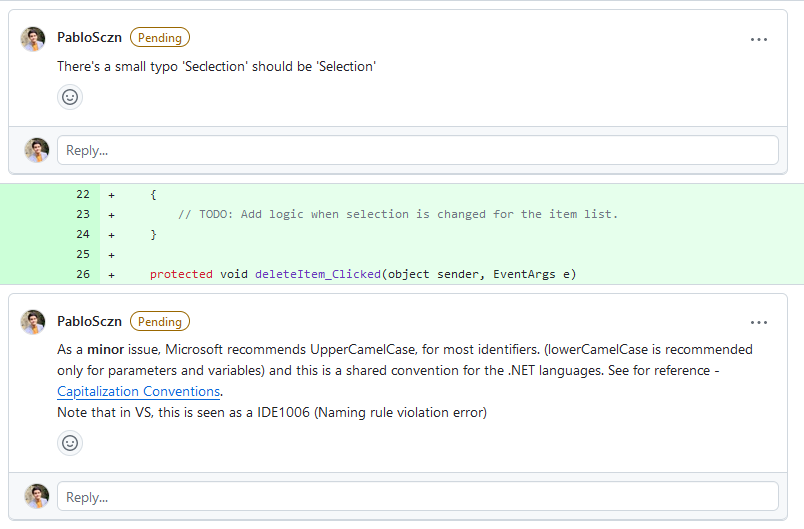 PabloSczn Pending
There's a small typo 'Seclection' should be 'Selection'
Reply...
22 + {
23 + // TODO: Add logic when selection is changed for the item list.
24 + }
25 +
26 + protected void deleteItem_Clicked(object sender, EventArgs e)
PabloSczn Pending
As a minor issue, Microsoft recommends UpperCamelCase, for most identifiers. (lowerCamelCase is recommended
only for parameters and variables) and this is a shared convention for the .NET languages. See for reference -
Capitalization Conventions.
Note that in VS, this is seen as a IDE1006 (Naming rule violation error)
Reply...